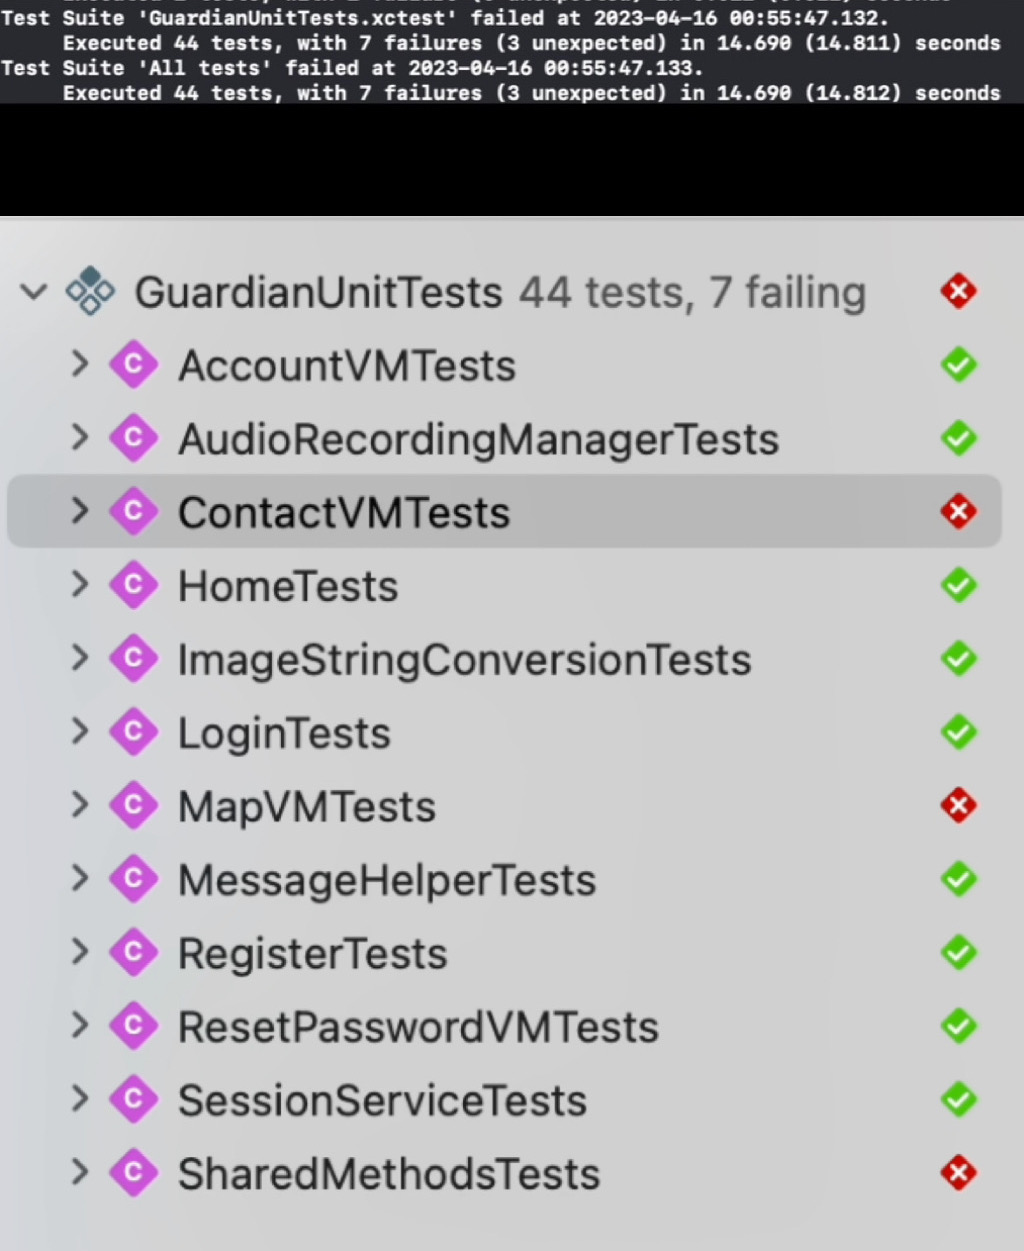 Test Suite 'GuardianUnitTests.xctest' failed at 2023-04-16 00:55:47.132.
Executed 44 tests, with 7 failures (3 unexpected) in 14.690 (14.811) seconds
Test Suite 'All tests' failed at 2023-04-16 00:55:47.133.
Executed 44 tests, with 7 failures (3 unexpected) in 14.690 (14.812) seconds
GuardianUnitTests 44 tests, 7 failing
C AccountVMTests
C AudioRecordingManagerTests
C ContactVMTests
C HomeTests
C ImageStringConversionTests
C LoginTests
C MapVMTests
C MessageHelperTests
C RegisterTests
C ResetPasswordVMTests
C SessionServiceTests
C SharedMethodsTests